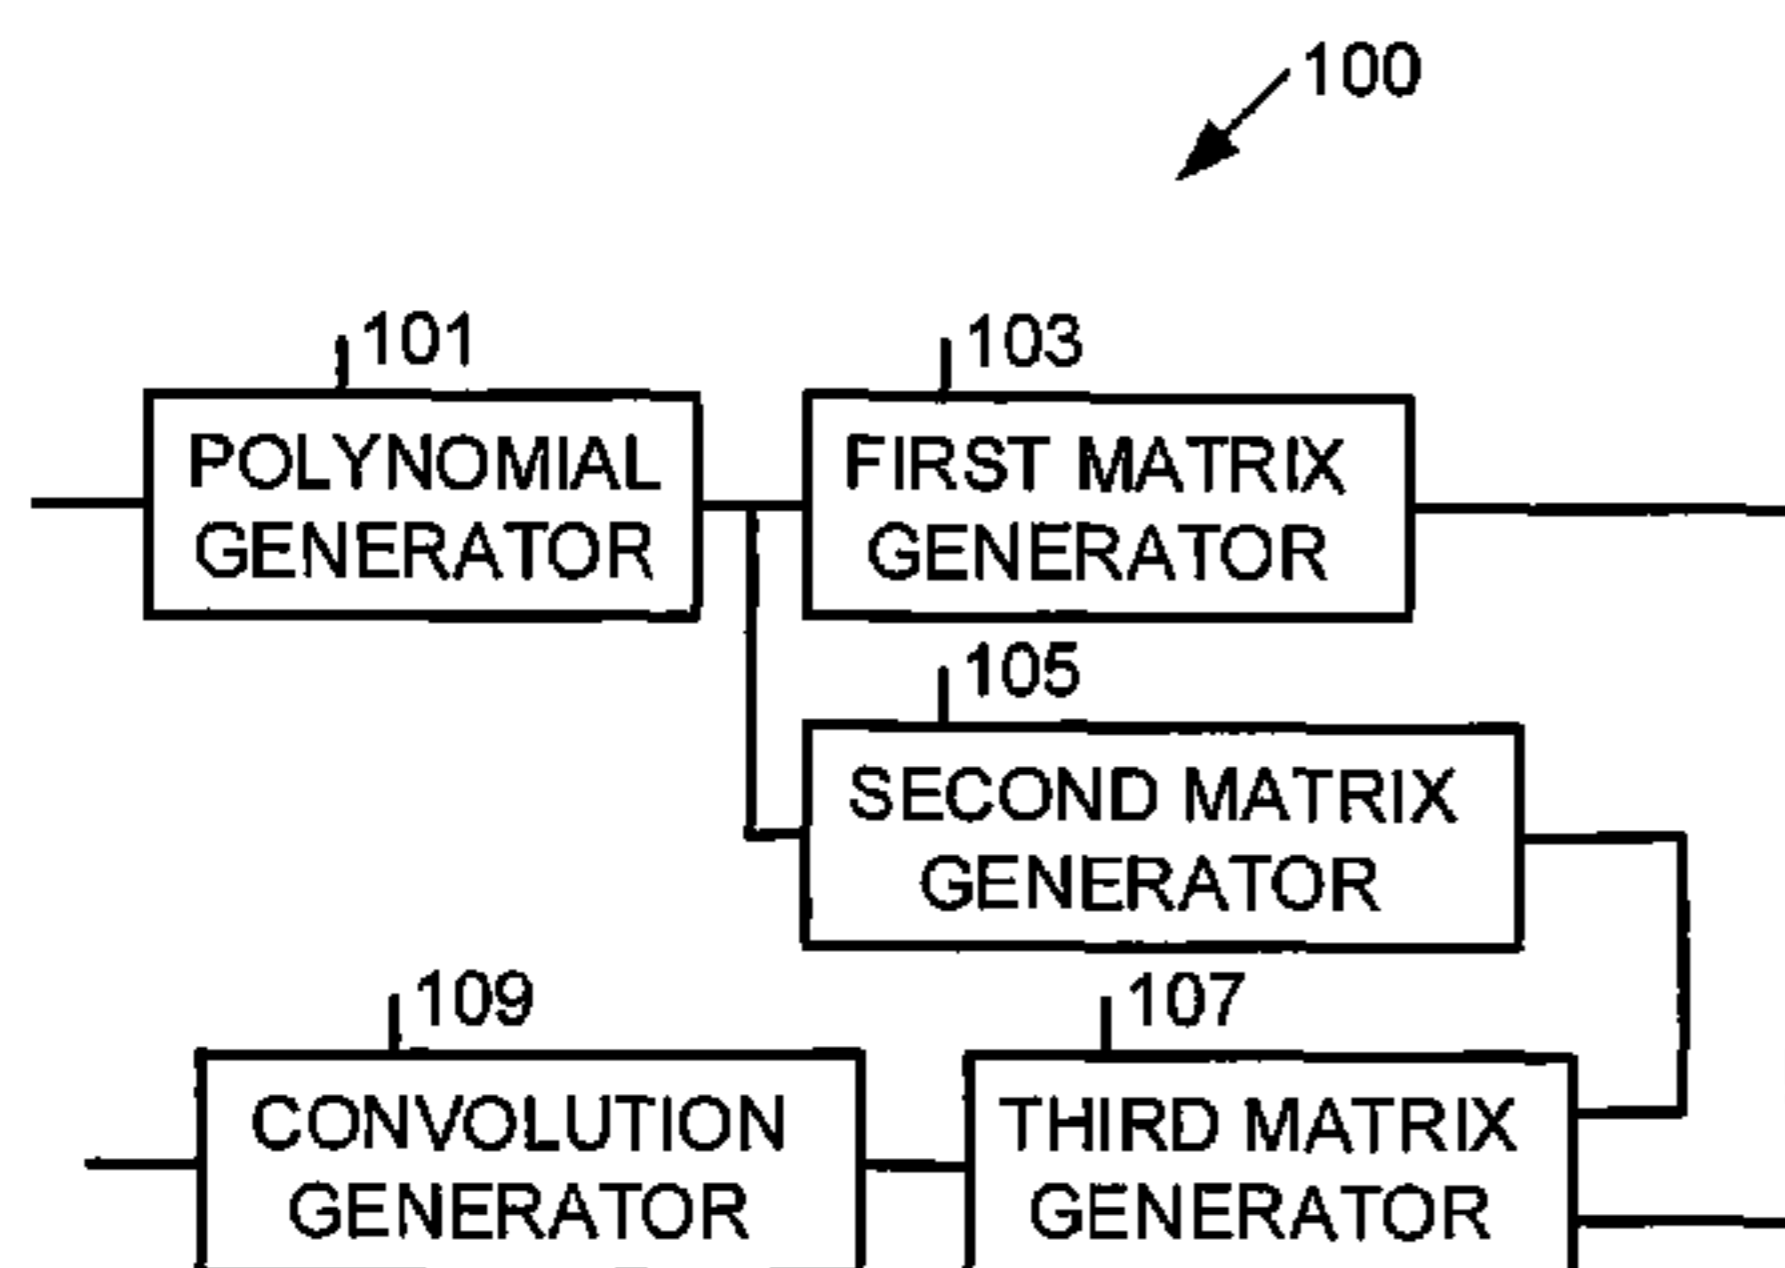 100
101
POLYNOMIAL
GENERATOR
103
FIRST MATRIX
GENERATOR
105
SECOND MATRIX
GENERATOR
109
CONVOLUTION
GENERATOR
107
THIRD MATRIX
GENERATOR